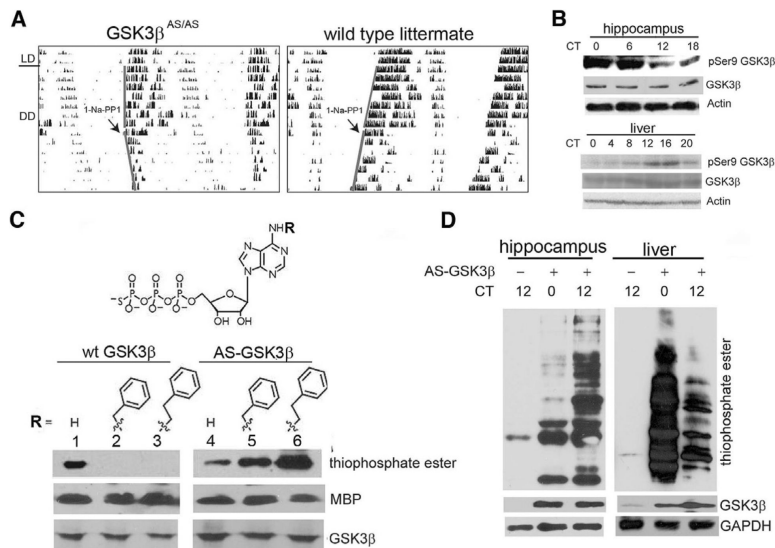 A
GSK3β AS/AS
wild type littermate
LD
DD
1-Na-PP1
1-Na-PP1
B
hippocampus
CT 0 6 12 18
pSer9 GSK3β
GSK3β
Actin
liver
CT 0 4 8 12 16 20
pSer9 GSK3β
GSK3β
Actin
C
NHR
N N
N N
O O O
⁻S-P-O-P-O-P-O
O⁻ O⁻ O⁻
O
OH OH
wt GSK3β AS-GSK3β
R = H H
1 2 3 4 5 6
thiophosphate ester
MBP
GSK3β
D
hippocampus liver
AS-GSK3β – + + – + +
CT 12 0 12 12 0 12
thiophosphate ester
GSK3β
GAPDH